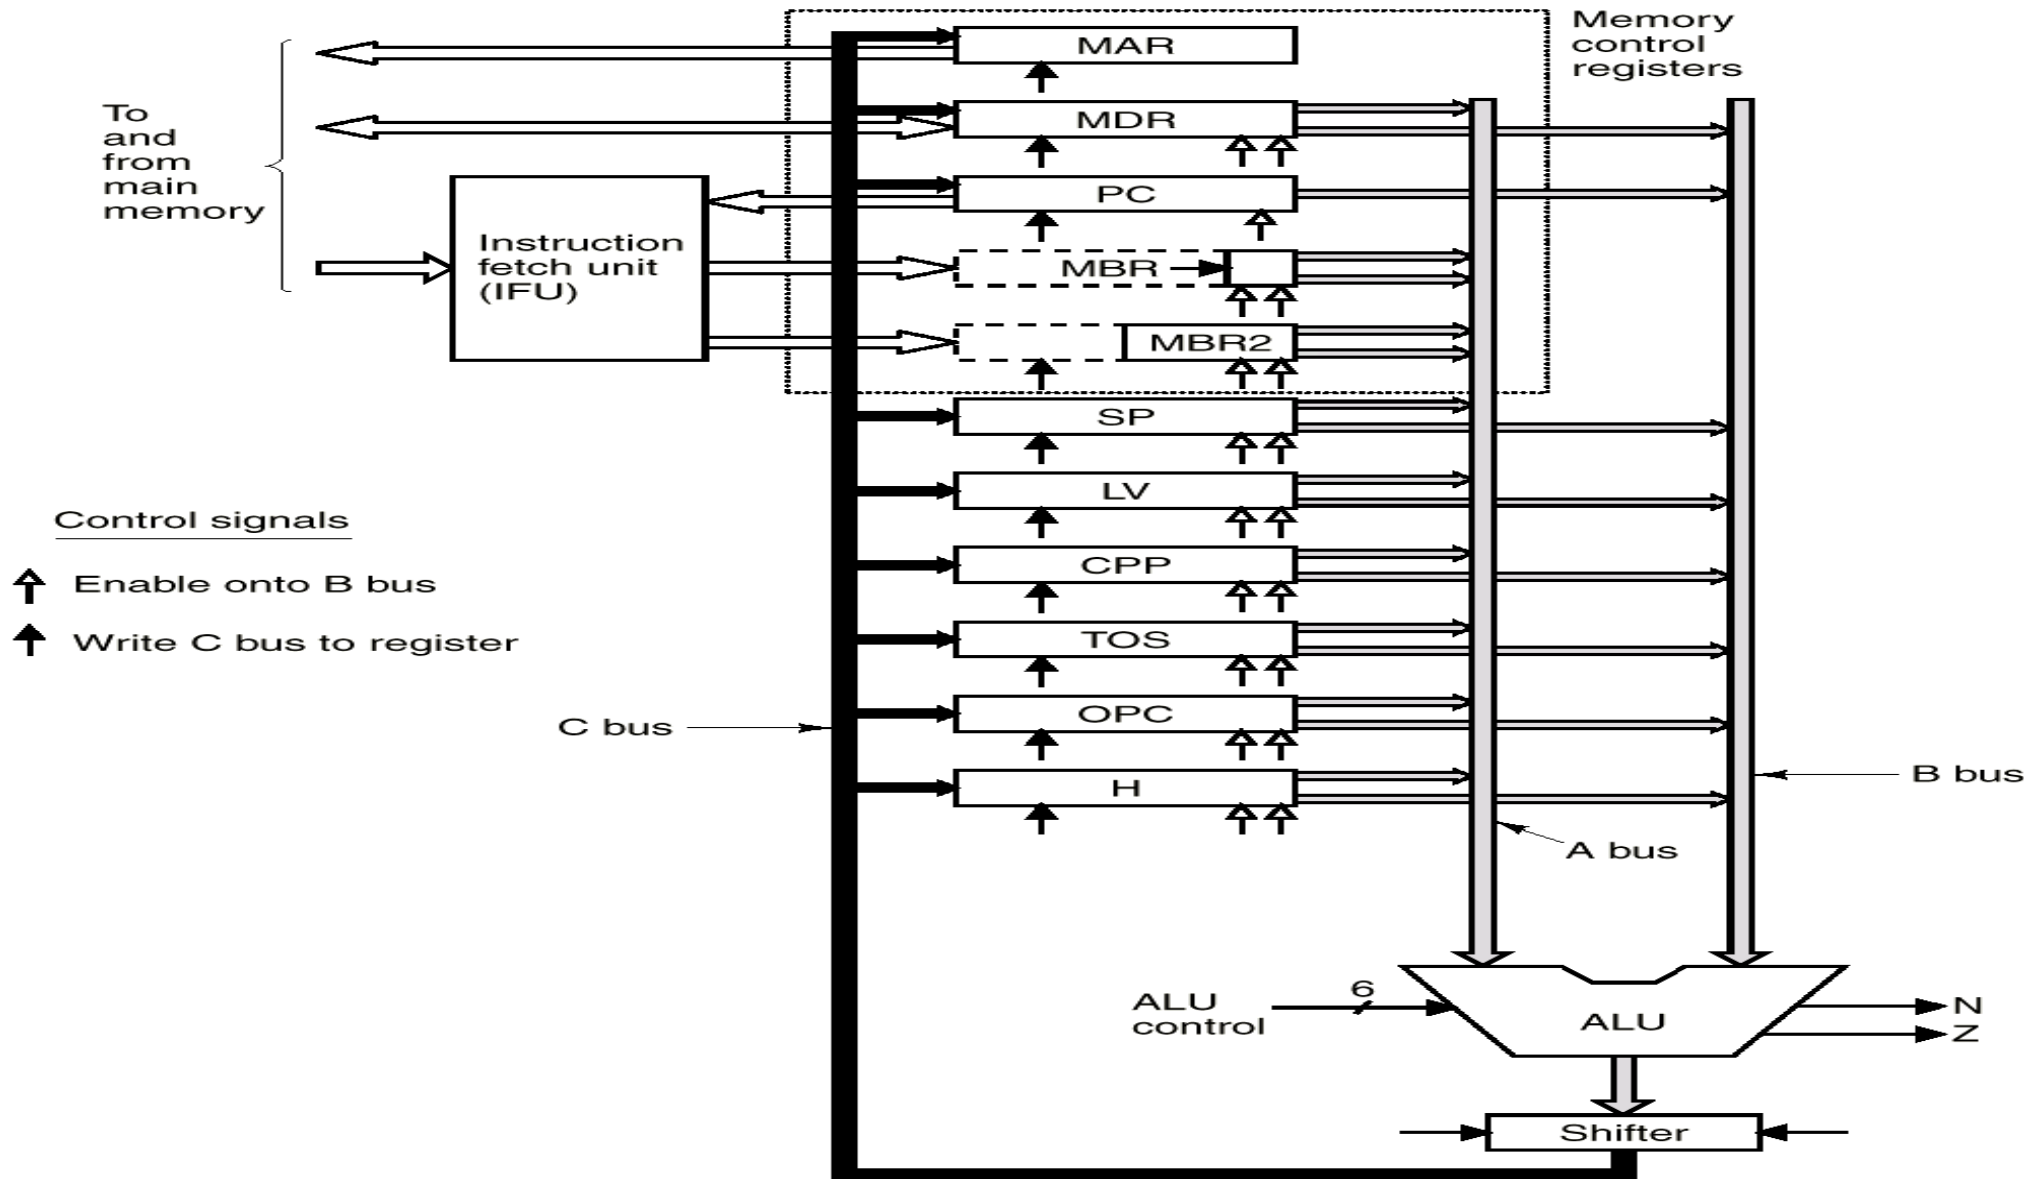 Memory
control
registers
MAR
MDR
PC
MBR
MBR2
SP
LV
CPP
TOS
OPC
H
To
and
from
main
memory
Instruction
fetch unit
(IFU)
Control signals
Enable onto B bus
Write C bus to register
C bus
B bus
A bus
ALU
control
6
ALU
N
Z
Shifter